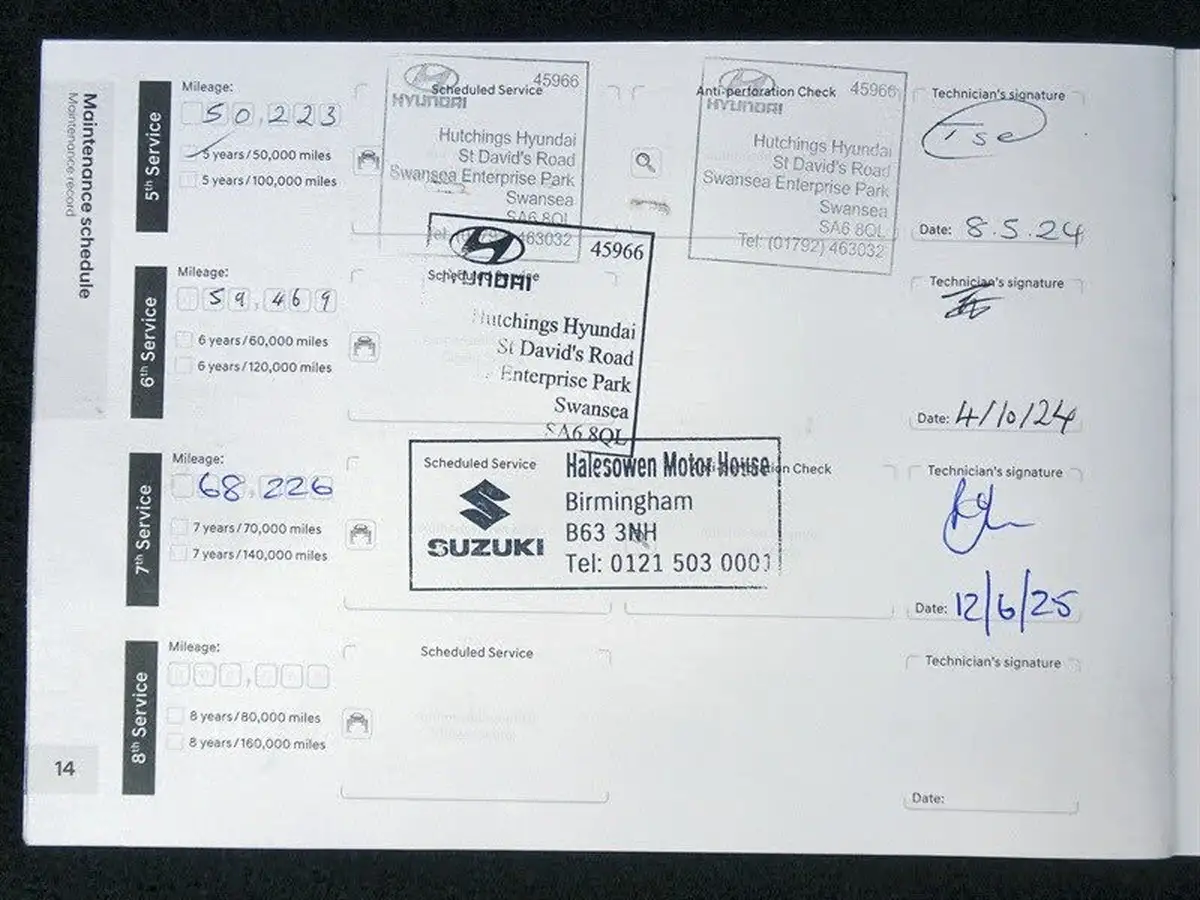 Maintenance schedule
Maintenance record
5th Service
Mileage:
50,223
5 years/50,000 miles
5 years/100,000 miles
Scheduled Service
45966
HYUNDAI
Hutchings Hyundai
St David's Road
Swansea Enterprise Park
Swansea
SA6 8QL
Tel: 463032
Anti-perforation Check
45966
HYUNDAI
Hutchings Hyundai
St David's Road
Swansea Enterprise Park
Swansea
SA6 8QL
Tel: (01792) 463032
Technician's signature
Date: 8.5.24
6th Service
Mileage:
59,469
6 years/60,000 miles
6 years/120,000 miles
Scheduled Service
45966
HYUNDAI
Hutchings Hyundai
St David's Road
Enterprise Park
Swansea
SA6 8QL
Technician's signature
Date: 4/10/24
7th Service
Mileage:
68,226
7 years/70,000 miles
7 years/140,000 miles
Scheduled Service
SUZUKI
Halesowen Motor House
Birmingham
B63 3NH
Tel: 0121 503 0001
Check
Technician's signature
Date: 12/6/25
8th Service
Mileage:
8 years/80,000 miles
8 years/160,000 miles
Scheduled Service
Technician's signature
Date:
14